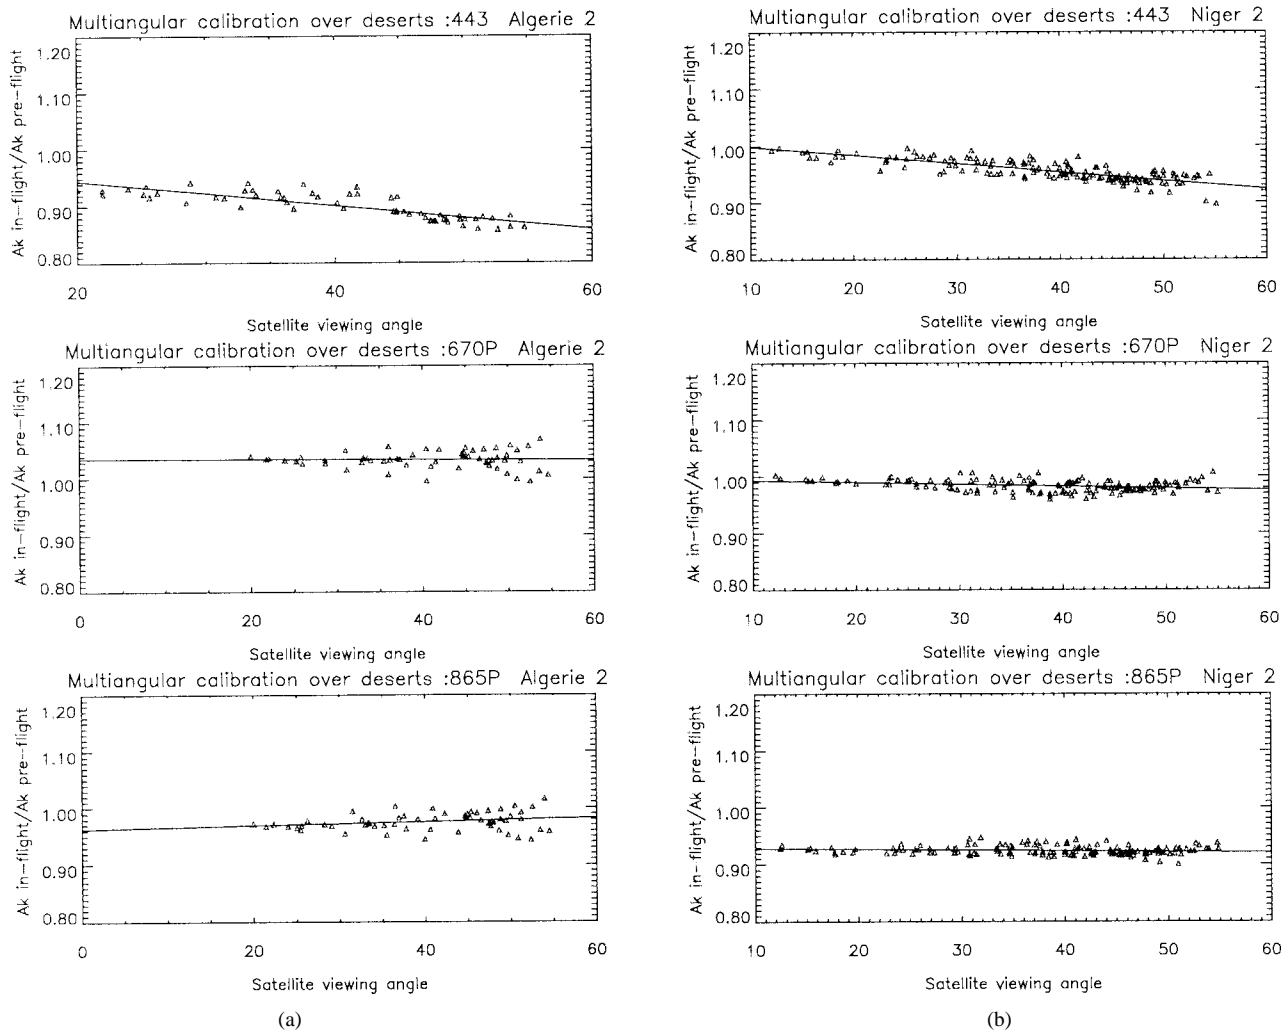 Multiangular calibration over deserts :443 Algerie 2
Ak in-flight/Ak pre-flight
1.20
1.10
1.00
0.90
0.80
20
40
60
Satellite viewing angle
Multiangular calibration over deserts :670P Algerie 2
Ak in-flight/Ak pre-flight
1.20
1.10
1.00
0.90
0.80
0
20
40
60
Satellite viewing angle
Multiangular calibration over deserts :865P Algerie 2
Ak in-flight/Ak pre-flight
1.20
1.10
1.00
0.90
0.80
0
20
40
60
Satellite viewing angle
(a)
Multiangular calibration over deserts :443 Niger 2
Ak in-flight/Ak pre-flight
1.20
1.10
1.00
0.90
0.80
10
20
30
40
50
60
Satellite viewing angle
Multiangular calibration over deserts :670P Niger 2
Ak in-flight/Ak pre-flight
1.20
1.10
1.00
0.90
0.80
10
20
30
40
50
60
Satellite viewing angle
Multiangular calibration over deserts :865P Niger 2
Ak in-flight/Ak pre-flight
1.20
1.10
1.00
0.90
0.80
10
20
30
40
50
60
Satellite viewing angle
(b)